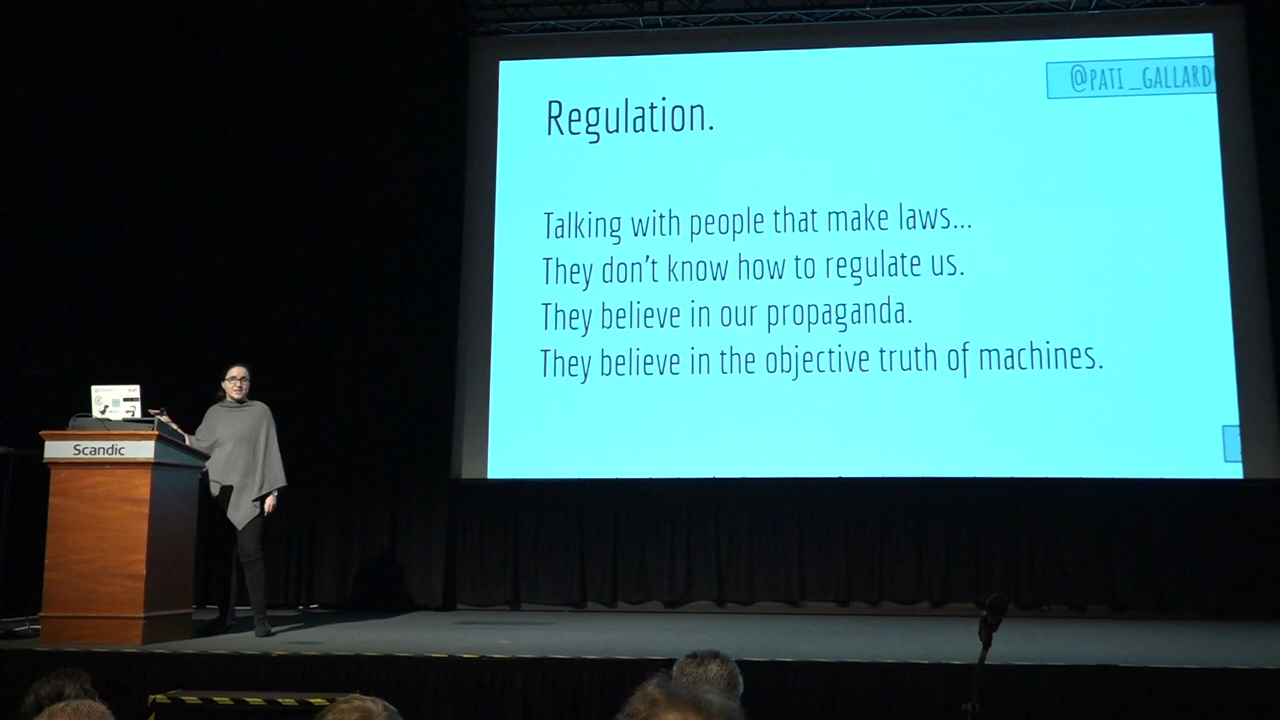 @PATI_GALLARD
Regulation.
Talking with people that make laws...
They don't know how to regulate us.
They believe in our propaganda.
They believe in the objective truth of machines.
Scandic